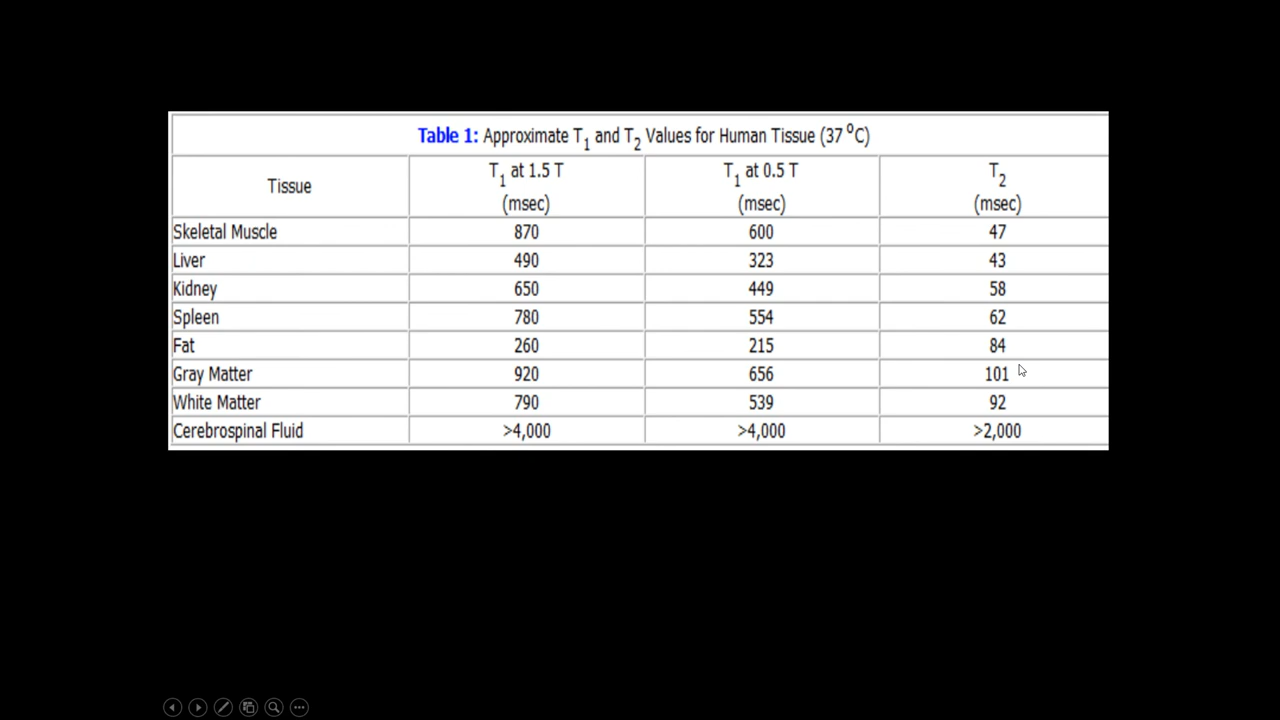 Table 1: Approximate T1 and T2 Values for Human Tissue (37 oC)
Tissue T1 at 1.5 T (msec) T1 at 0.5 T (msec) T2 (msec)
Skeletal Muscle 870 600 47
Liver 490 323 43
Kidney 650 449 58
Spleen 780 554 62
Fat 260 215 84
Gray Matter 920 656 101
White Matter 790 539 92
Cerebrospinal Fluid >4,000 >4,000 >2,000